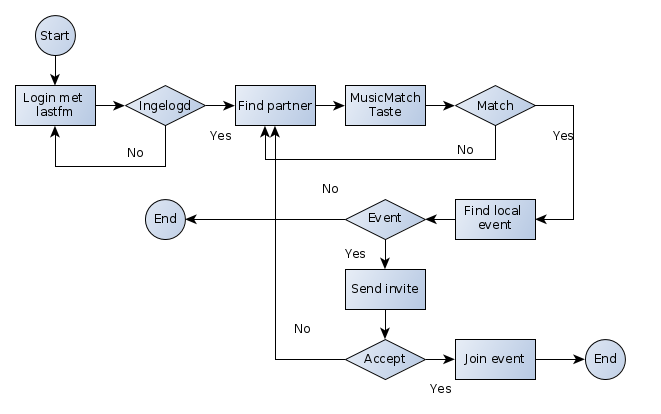 Start
Login met
lastfm
Ingelogd
Find partner
MusicMatch
Taste
Match
Yes
Yes
No
No
No
End
Event
Find local
event
Yes
Send invite
No
Accept
Join event
End
Yes